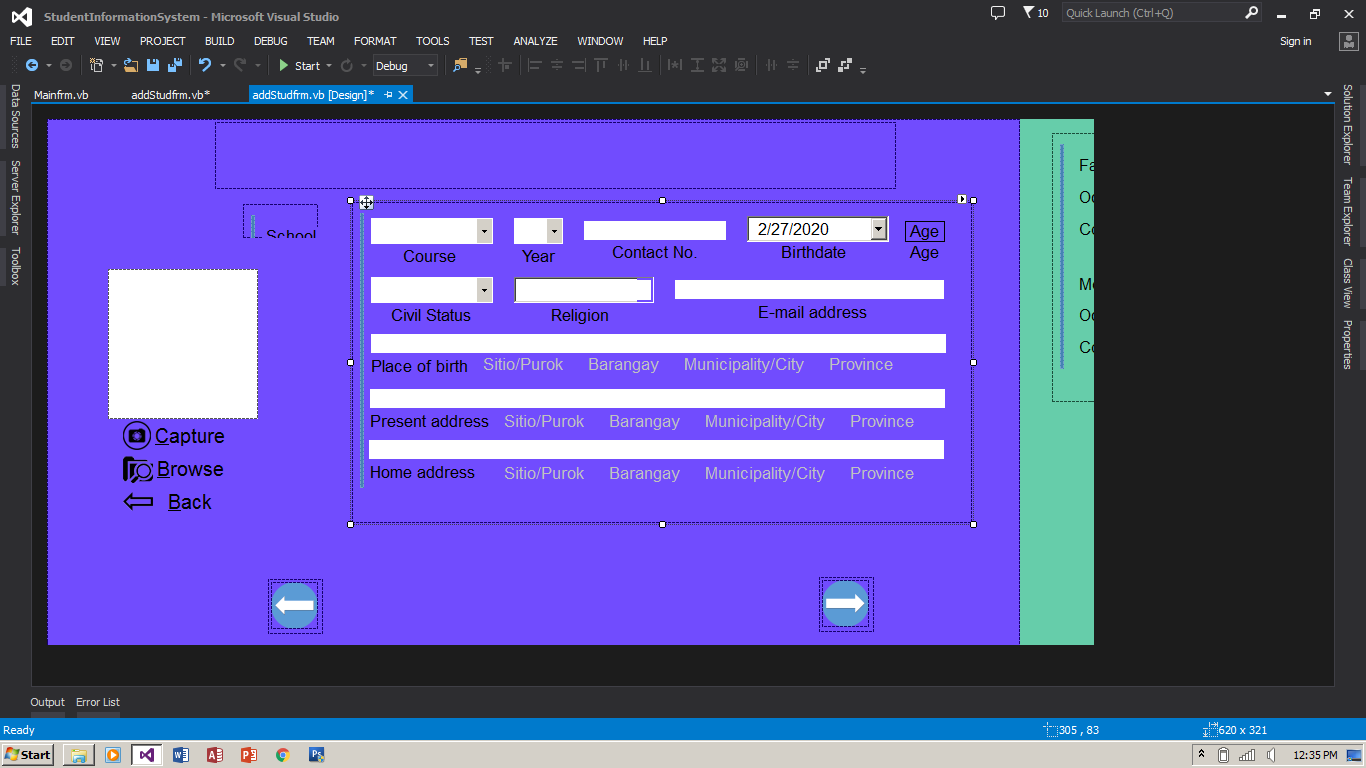 StudentInformationSystem - Microsoft Visual Studio
10
Quick Launch (Ctrl+Q)
FILE EDIT VIEW PROJECT BUILD DEBUG TEAM FORMAT TOOLS TEST ANALYZE WINDOW HELP
Sign in
Start Debug
Mainfrm.vb addStudfrm.vb* addStudfrm.vb [Design]*
Data Sources
Server Explorer
Toolbox
School
2/27/2020 Age
Course Year Contact No. Birthdate Age
Civil Status Religion E-mail address
Place of birth Sitio/Purok Barangay Municipality/City Province
Present address Sitio/Purok Barangay Municipality/City Province
Home address Sitio/Purok Barangay Municipality/City Province
Capture
Browse
Back
Fa
Oc
Co
Mo
Oc
Co
Solution Explorer
Team Explorer
Class View
Properties
Output Error List
Ready 305 , 83 620 x 321
Start 12:35 PM